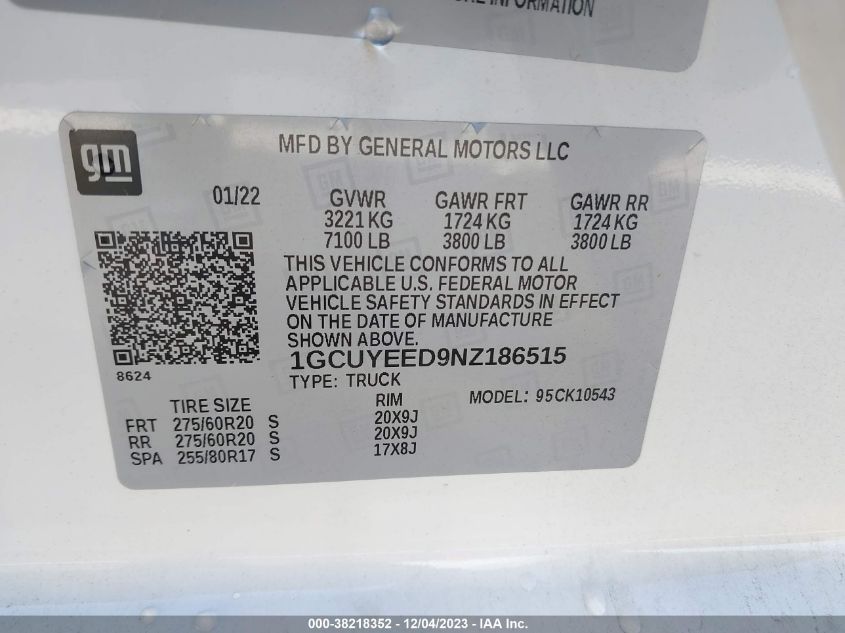 INFORMATION
gm
MFD BY GENERAL MOTORS LLC
01/22 GVWR GAWR FRT GAWR RR
3221 KG 1724 KG 1724 KG
7100 LB 3800 LB 3800 LB
THIS VEHICLE CONFORMS TO ALL
APPLICABLE U.S. FEDERAL MOTOR
VEHICLE SAFETY STANDARDS IN EFFECT
ON THE DATE OF MANUFACTURE
SHOWN ABOVE.
1GCUYEED9NZ186515
8624 TYPE: TRUCK
TIRE SIZE RIM MODEL: 95CK10543
FRT 275/60R20 S 20X9J
RR 275/60R20 S 20X9J
SPA 255/80R17 S 17X8J
000-38218352 - 12/04/2023 - IAA Inc.